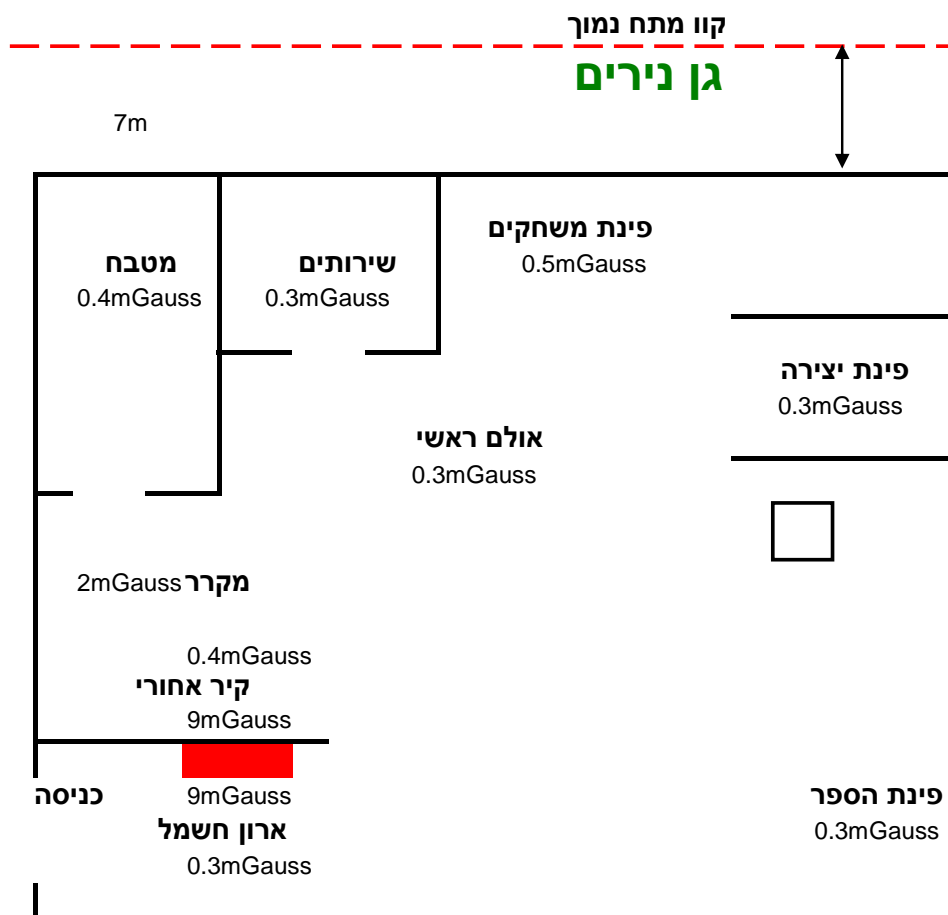 קוו מתח נמוך
גן נירים
7m
פינת משחקים
0.5mGauss
שירותים
0.3mGauss
מטבח
0.4mGauss
פינת יצירה
0.3mGauss
אולם ראשי
0.3mGauss
מקרר 2mGauss
0.4mGauss
קיר אחורי
9mGauss
כניסה
9mGauss
ארון חשמל
0.3mGauss
פינת הספר
0.3mGauss